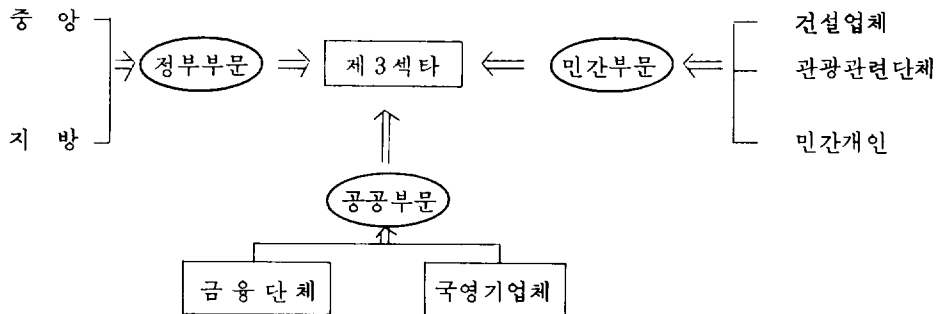 중앙
건설업체
정부부문
제3섹타
민간부문
관광관련단체
지방
민간개인
공공부문
금융단체
국영기업체